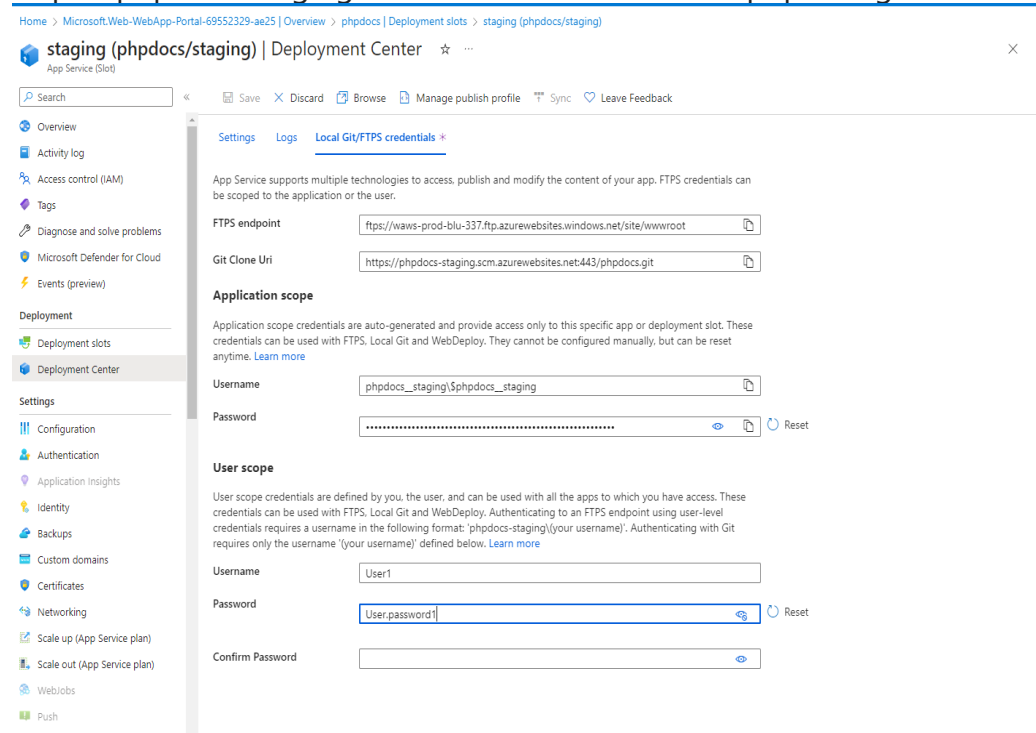 Home > Microsoft.Web-WebApp-Portal-69552329-ae25 | Overview > phpdocs | Deployment slots > staging (phpdocs/staging)
staging (phpdocs/staging) | Deployment Center
App Service (Slot)
Search
Save Discard Browse Manage publish profile Sync Leave Feedback
Overview
Activity log
Access control (IAM)
Tags
Diagnose and solve problems
Microsoft Defender for Cloud
Events (preview)
Deployment
Deployment slots
Deployment Center
Settings
Configuration
Authentication
Application Insights
Identity
Backups
Custom domains
Certificates
Networking
Scale up (App Service plan)
Scale out (App Service plan)
WebJobs
Push
Settings Logs Local Git/FTPS credentials *
App Service supports multiple technologies to access, publish and modify the content of your app. FTPS credentials can
be scoped to the application or the user.
FTPS endpoint ftps://waws-prod-blu-337.ftp.azurewebsites.windows.net/site/wwwroot
Git Clone Uri https://phpdocs-staging.scm.azurewebsites.net:443/phpdocs.git
Application scope
Application scope credentials are auto-generated and provide access only to this specific app or deployment slot. These
credentials can be used with FTPS, Local Git and WebDeploy. They cannot be configured manually, but can be reset
anytime. Learn more
Username phpdocs__staging\$phpdocs__staging
Password Reset
User scope
User scope credentials are defined by you, the user, and can be used with all the apps to which you have access. These
credentials can be used with FTPS, Local Git and WebDeploy. Authenticating to an FTPS endpoint using user-level
credentials requires a username in the following format: 'phpdocs-staging\(your username)'. Authenticating with Git
requires only the username '(your username)' defined below. Learn more
Username User1
Password User.password1 Reset
Confirm Password